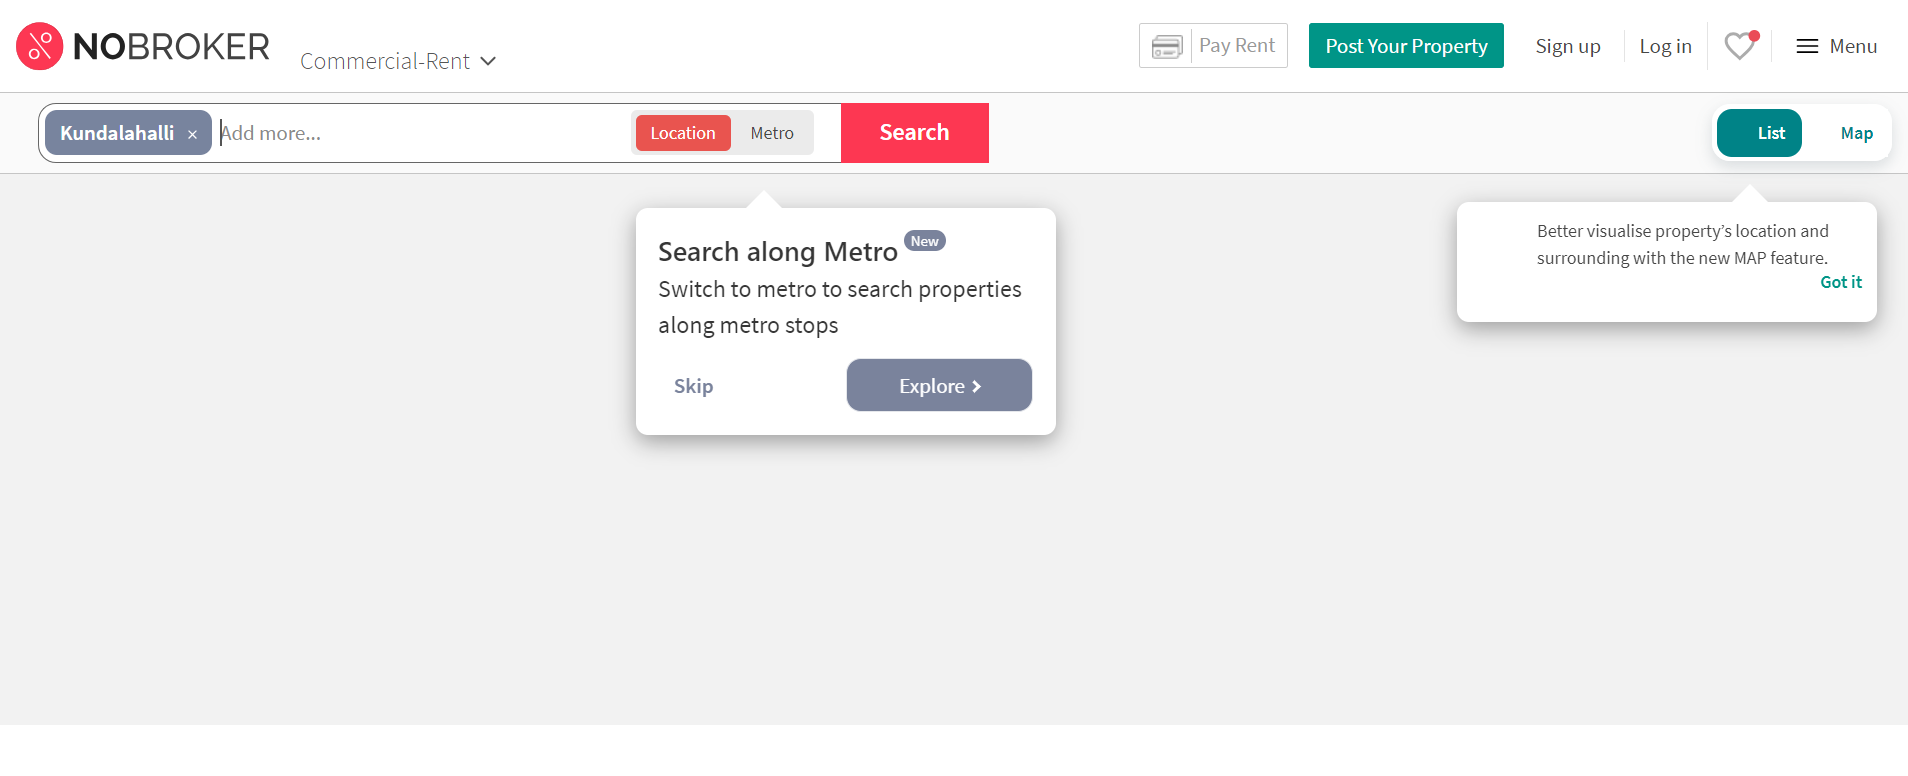 NOBROKER
Commercial-Rent
Pay Rent
Post Your Property
Sign up
Log in
Menu
Kundalahalli ×
Add more...
Location
Metro
Search
List
Map
Search along Metro New
Switch to metro to search properties
along metro stops
Skip
Explore
Better visualise property’s location and
surrounding with the new MAP feature.
Got it